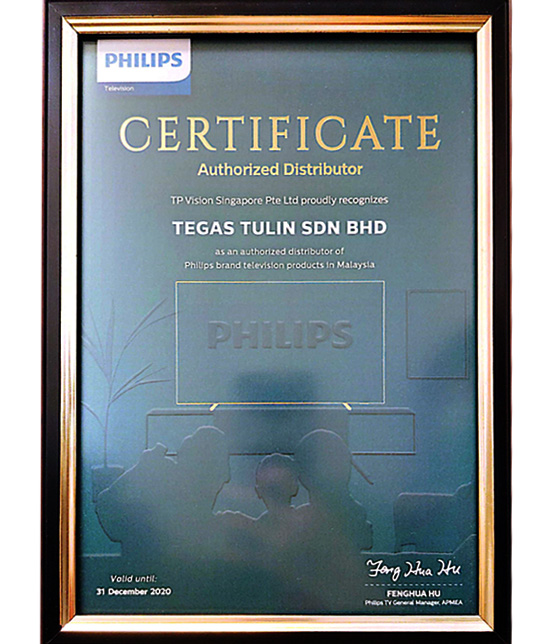 PHILIPS
Television
CERTIFICATE
Authorized Distributor
TP Vision Singapore Pte Ltd proudly recognizes
TEGAS TULIN SDN BHD
as an authorized distributor of
Philips brand television products in Malaysia
PHILIPS
Feng Hua Hu
Valid until:
31 December 2020
FENGHUA HU
Philips TV General Manager, APMEA